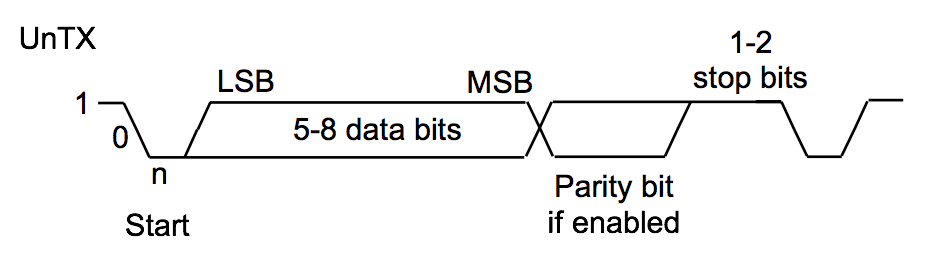 UnTX
1-2
stop bits
LSB
MSB
1
0
5-8 data bits
n
Parity bit
if enabled
Start